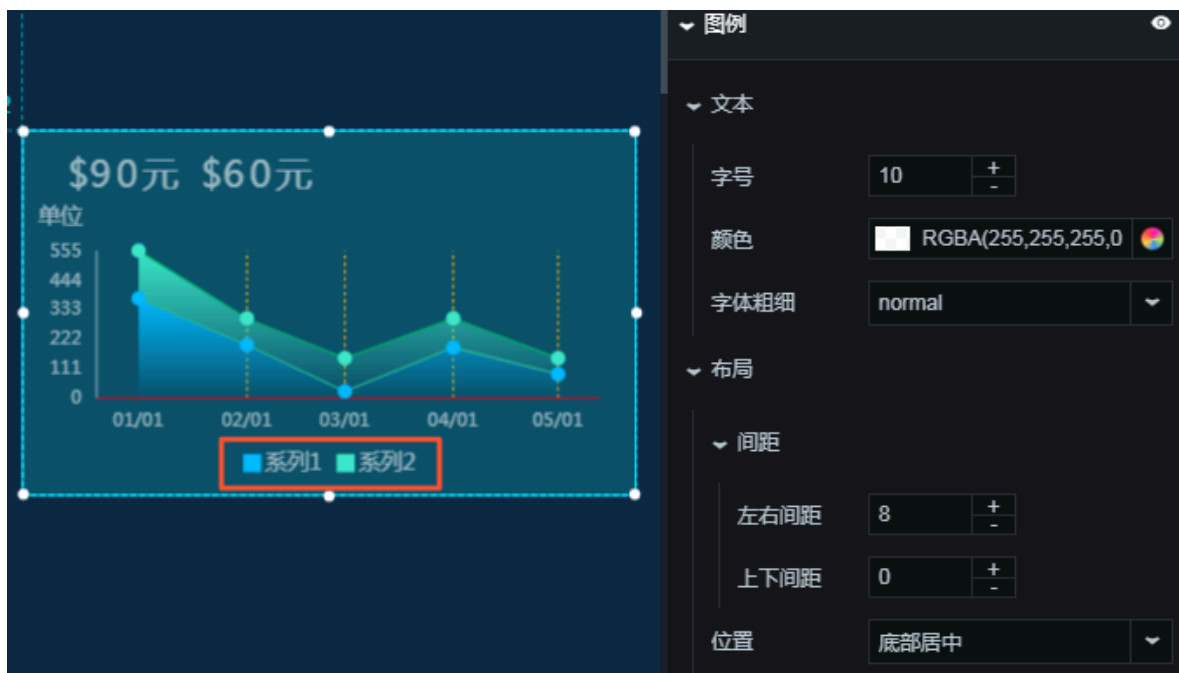 $90元 $60元
单位
555
444
333
222
111
0
01/01 02/01 03/01 04/01 05/01
系列1 系列2
图例
文本
字号 10 + -
颜色 RGBA(255,255,255,0
字体粗细 normal
布局
间距
左右间距 8 + -
上下间距 0 + -
位置 底部居中